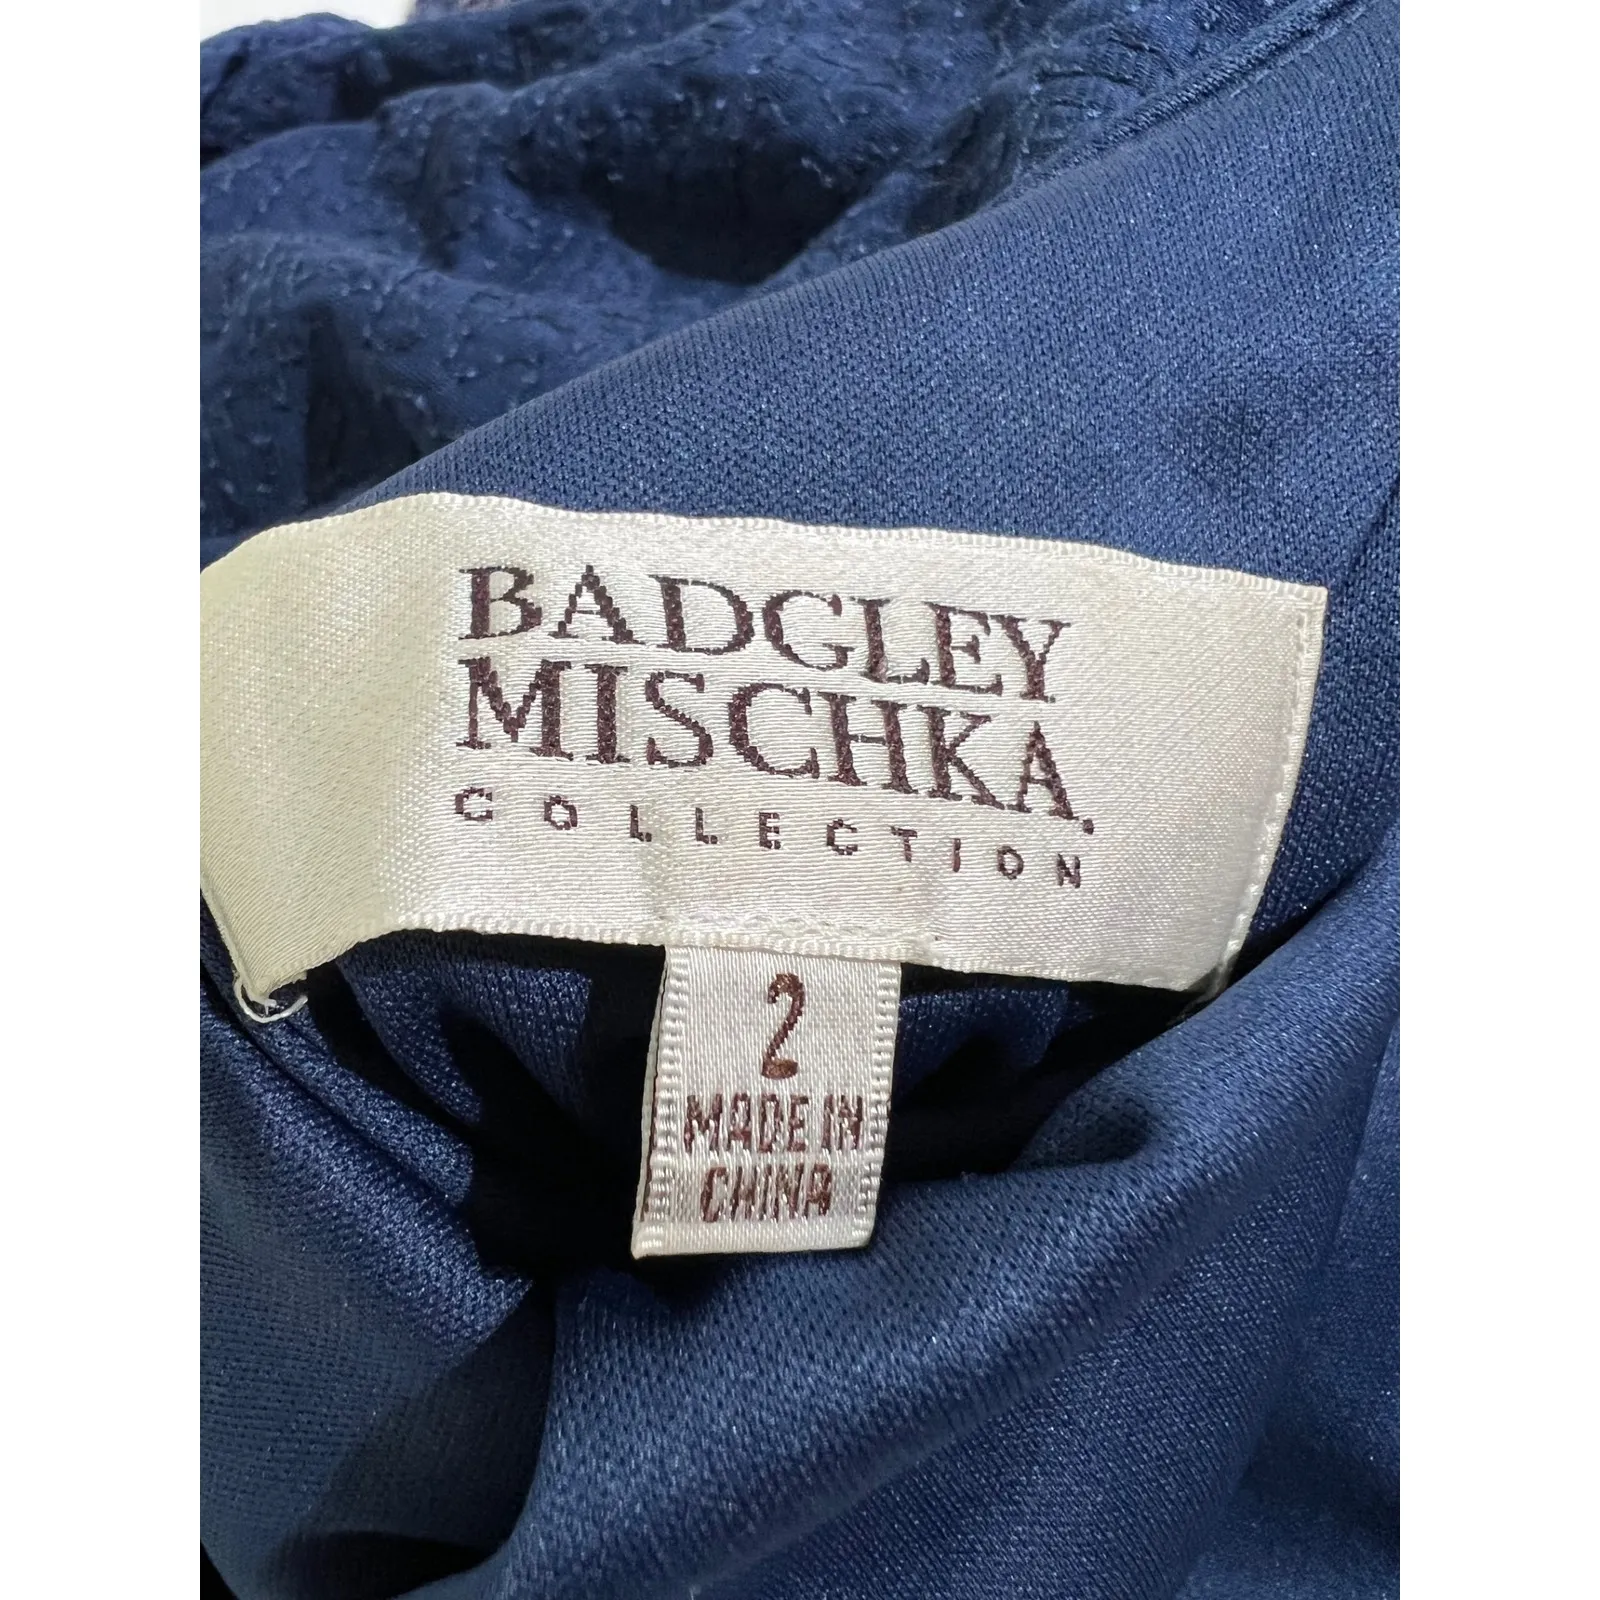 BADGLEY
MISCHKA.
COLLECTION
2
MADE IN
CHINA